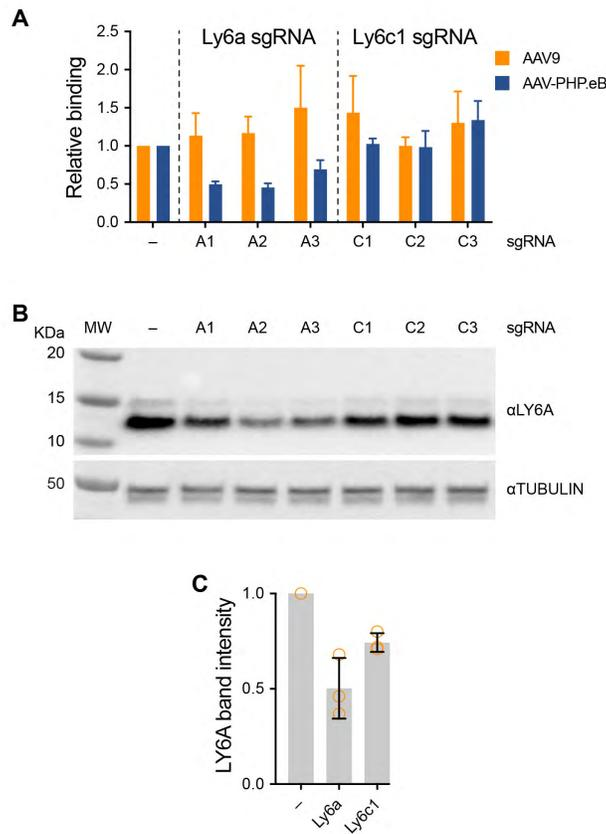 A
Relative binding
2.5
2.0
1.5
1.0
0.5
0.0
Ly6a sgRNA
Ly6c1 sgRNA
AAV9
AAV-PHP.eB
– A1 A2 A3 C1 C2 C3 sgRNA
B
KDa MW – A1 A2 A3 C1 C2 C3 sgRNA
20
15
10
αLY6A
50
αTUBULIN
C
LY6A band intensity
1.0
0.5
0.0
– Ly6a Ly6c1